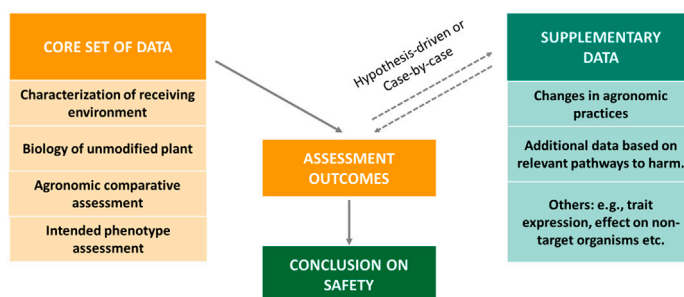 CORE SET OF DATA
Characterization of receiving
environment
Biology of unmodified plant
Agronomic comparative
assessment
Intended phenotype
assessment
Hypothesis-driven or
Case-by-case
ASSESSMENT
OUTCOMES
CONCLUSION ON
SAFETY
SUPPLEMENTARY
DATA
Changes in agronomic
practices
Additional data based on
relevant pathways to harm.
Others: e.g., trait
expression, effect on non-
target organisms etc.